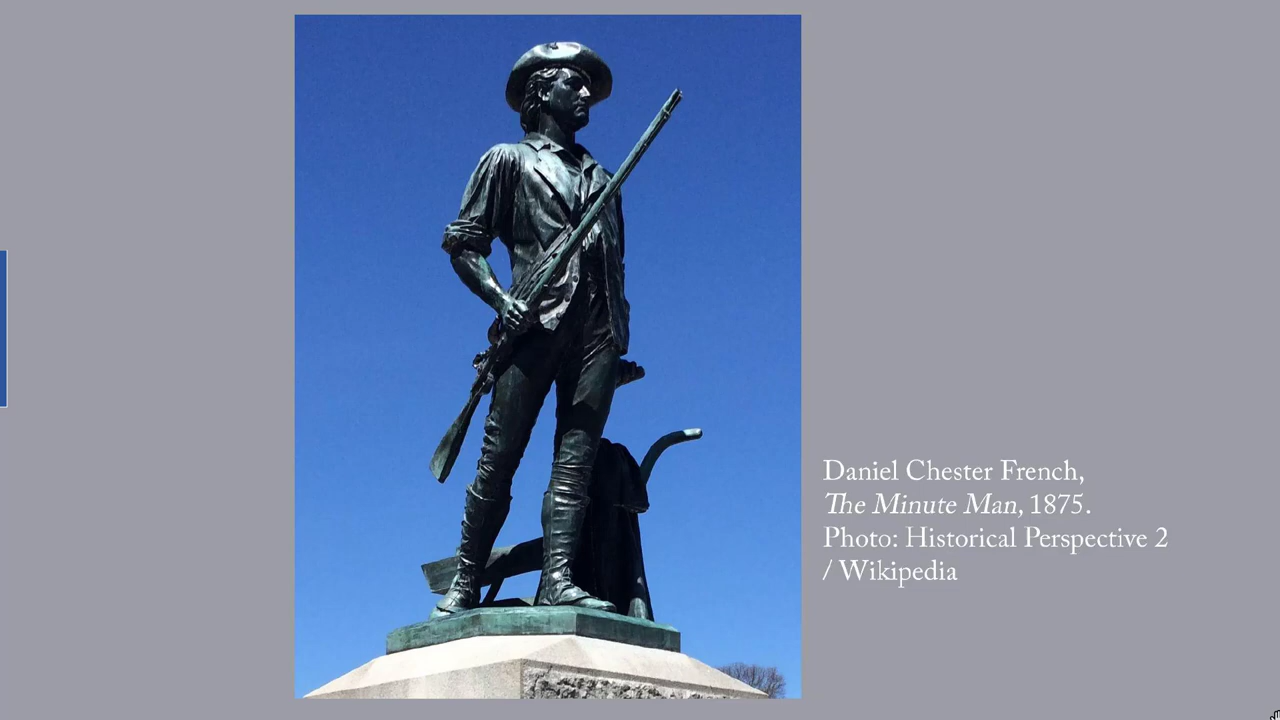 Daniel Chester French,
The Minute Man, 1875.
Photo: Historical Perspective 2
/ Wikipedia